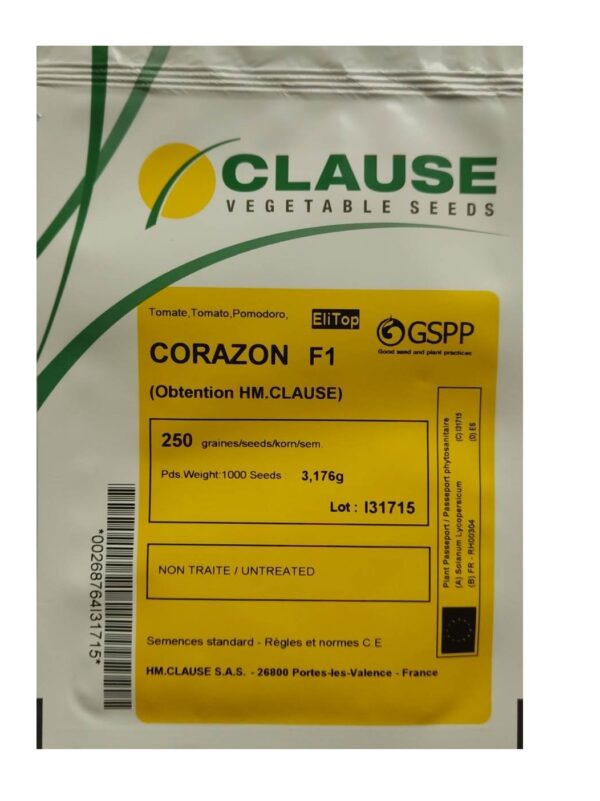 CLAUSE
VEGETABLE SEEDS
Tomate,Tomato,Pomodoro,
EliTop
GSPP
Good seed and plant practices
CORAZON F1
(Obtention HM.CLAUSE)
250 graines/seeds/korn/sem.
Pds.Weight:1000 Seeds 3,176g
Lot : I31715
NON TRAITE / UNTREATED
Semences standard - Règles et normes C.E
HM.CLAUSE S.A.S. - 26800 Portes-les-Valence - France
Plant Passeport / Passeport phytosanitaire
(A) Solanum Lycopersicum (C) I31715
(B) FR - RH00304 (D) ES
*00268764I31715*